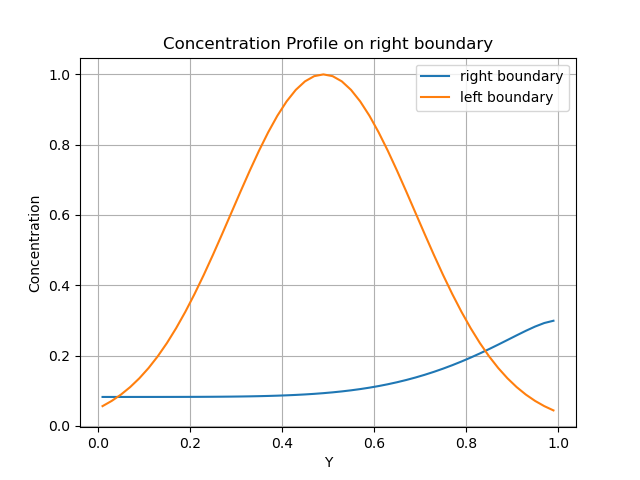 Concentration Profile on right boundary
right boundary
left boundary
Concentration
1.0
0.8
0.6
0.4
0.2
0.0
0.0 0.2 0.4 0.6 0.8 1.0
Y